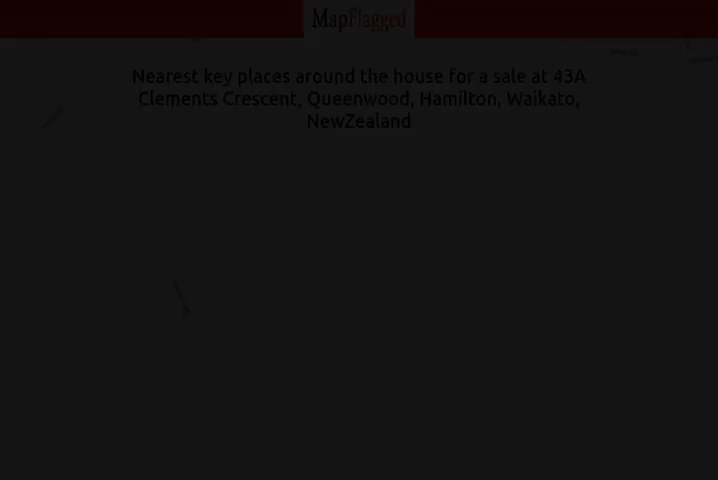 MapFlagged
Nearest key places around the house for a sale at 43A
Clements Crescent, Queenwood, Hamilton, Waikato,
NewZealand